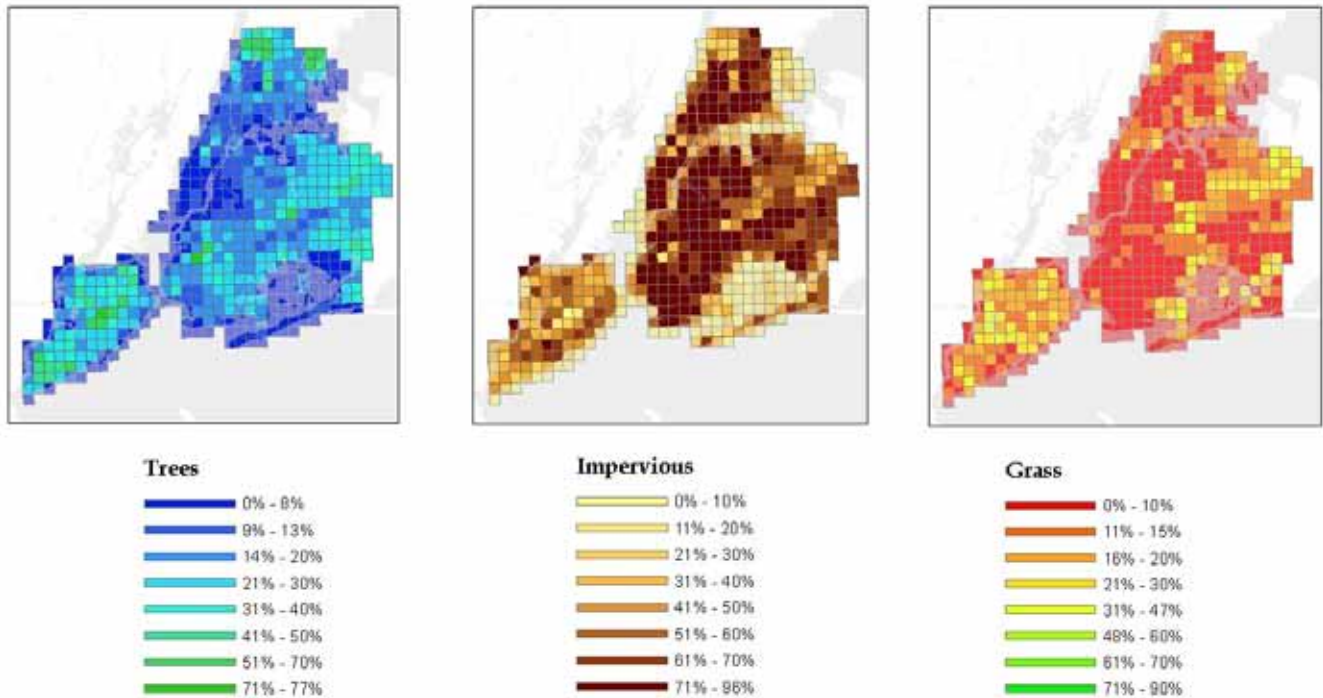 Trees
0% - 8%
9% - 13%
14% - 20%
21% - 30%
31% - 40%
41% - 50%
51% - 70%
71% - 77%
Impervious
0% - 10%
11% - 20%
21% - 30%
31% - 40%
41% - 50%
51% - 60%
61% - 70%
71% - 96%
Grass
0% - 10%
11% - 15%
16% - 20%
21% - 30%
31% - 47%
48% - 60%
61% - 70%
71% - 90%